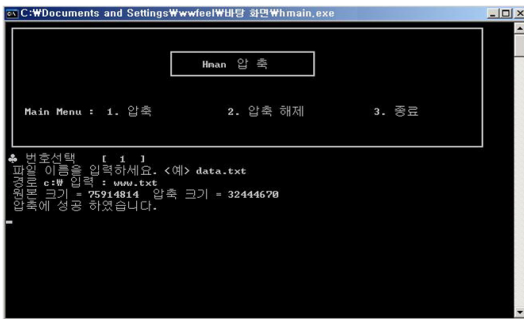 C:₩Documents and Settings₩wwfeel₩바탕 화면₩hmain.exe
Hman 압 축
Main Menu : 1. 압축 2. 압축 해제 3. 종료
♣ 번호선택 [ 1 ]
파일 이름을 입력하세요. <예> data.txt
경로 c:₩ 입력 : www.txt
원본 크기 = 75914814 압축 크기 = 32444670
압축에 성공 하였습니다.